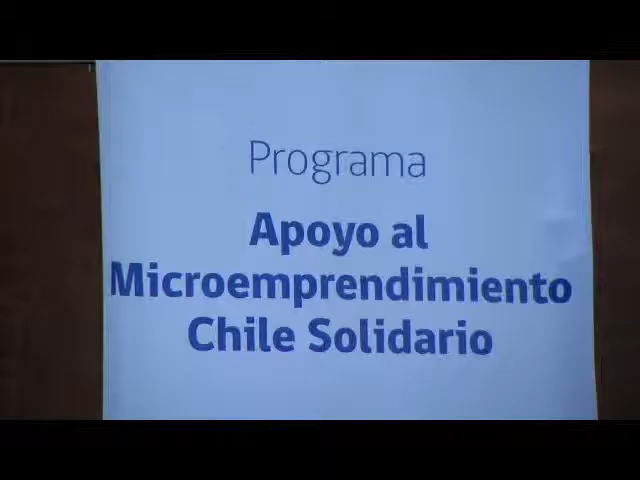 Programa
Apoyo al
Microemprendimiento
Chile Solidario